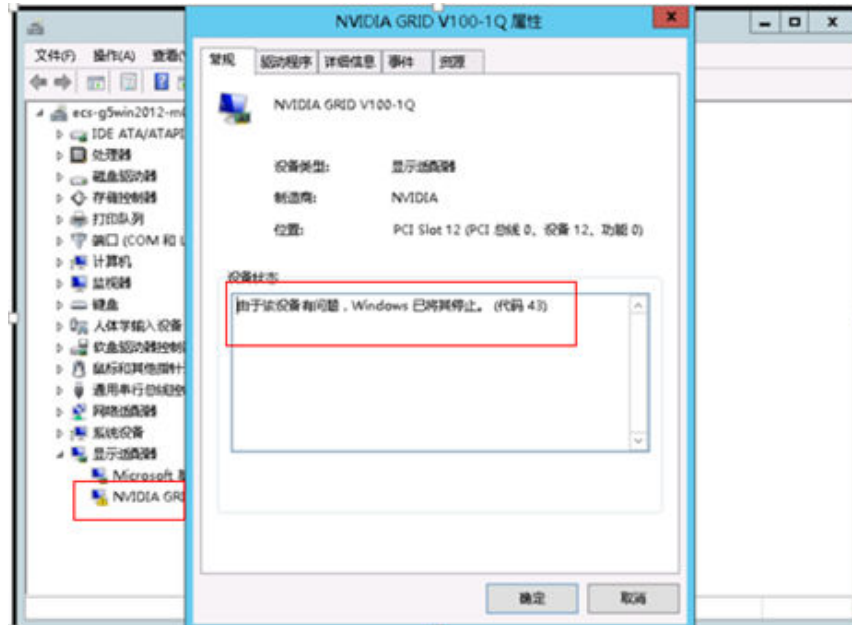 NVIDIA GRID V100-1Q 属性
文件(F) 操作(A) 查看(
常规 驱动程序 详细信息 事件 资源
NVIDIA GRID V100-1Q
设备类型: 显示适配器
制造商: NVIDIA
位置: PCI Slot 12 (PCI 总线 0、设备 12、功能 0)
设备状态
由于该设备有问题，Windows 已将其停止。 (代码 43)
确定 取消
ecs-g5win2012-m
IDE ATA/ATAPI
处理器
磁盘驱动器
存储控制器
打印队列
端口 (COM 和 L
计算机
监视器
键盘
人体学输入设备
软盘驱动器控制
鼠标和其他指针
通用串行总线控
网络适配器
系统设备
显示适配器
Microsoft 基
NVIDIA GRI